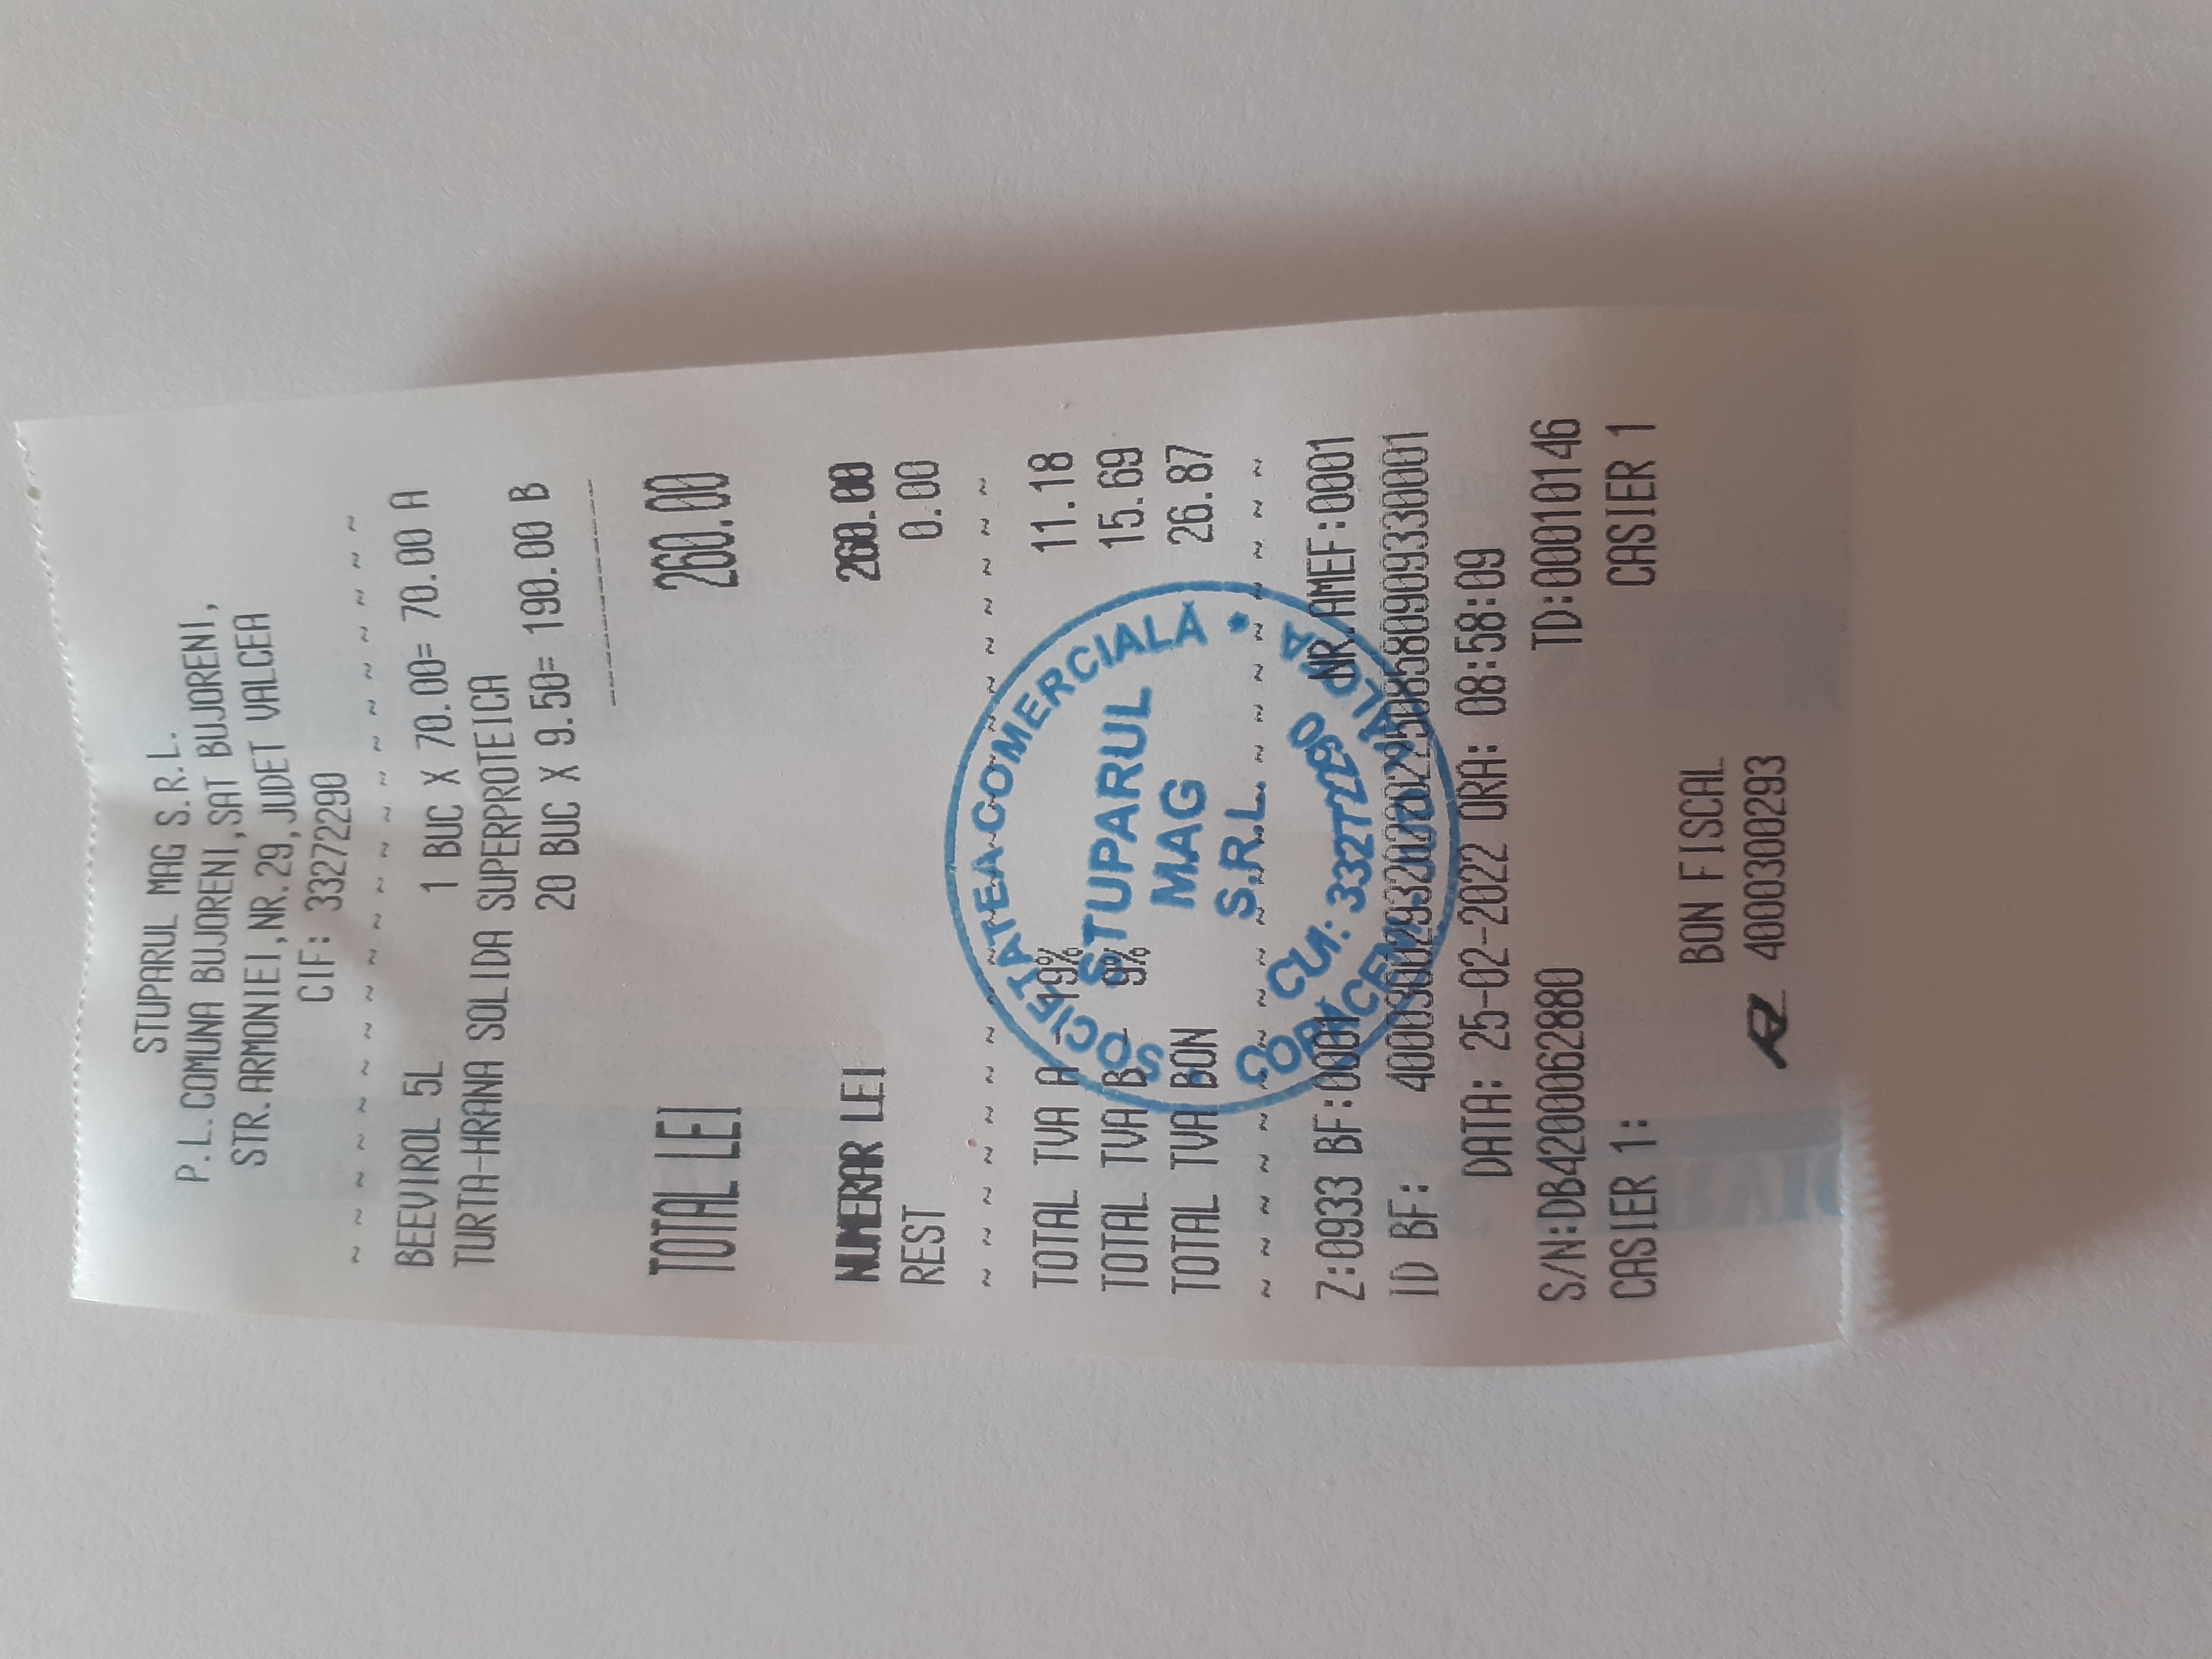 STUPARUL MAG S.R.L.
P.L.COMUNA BUJORENI,SAT BUJORENI,
STR.ARMONIEI,NR.29,JUDET VALCEA
CIF: 33272290
~ ~ ~ ~ ~ ~ ~ ~ ~ ~ ~ ~ ~ ~
BEEVIROL 5L
1 BUC X 70.00= 70.00 A
TURTA-HRANA SOLIDA SUPERPROTEICA
20 BUC X 9.50= 190.00 B
TOTAL LEI 260.00
NUMERAR LEI 260.00
REST 0.00
~ ~ ~ ~ ~ ~ ~ ~ ~ ~ ~ ~ ~ ~
TOTAL TVA A - 19% 11.18
TOTAL TVA B - 9% 15.69
TOTAL TVA BON 26.87
~ ~ ~ ~ ~ ~ ~ ~ ~ ~ ~ ~ ~ ~
Z:0933 BF:0001 NR.AMEF:0001
ID BF: 40003002932022022508580909330001
DATA: 25-02-2022 ORA: 08:58:09
S/N:DB4200062880 TD:00010146
CASIER 1: CASIER 1
BON FISCAL
4000300293
SOCIETATEA COMERCIALĂ
STUPARUL
MAG
S.R.L.
CUI: 33272290
JUD. VÂLCEA